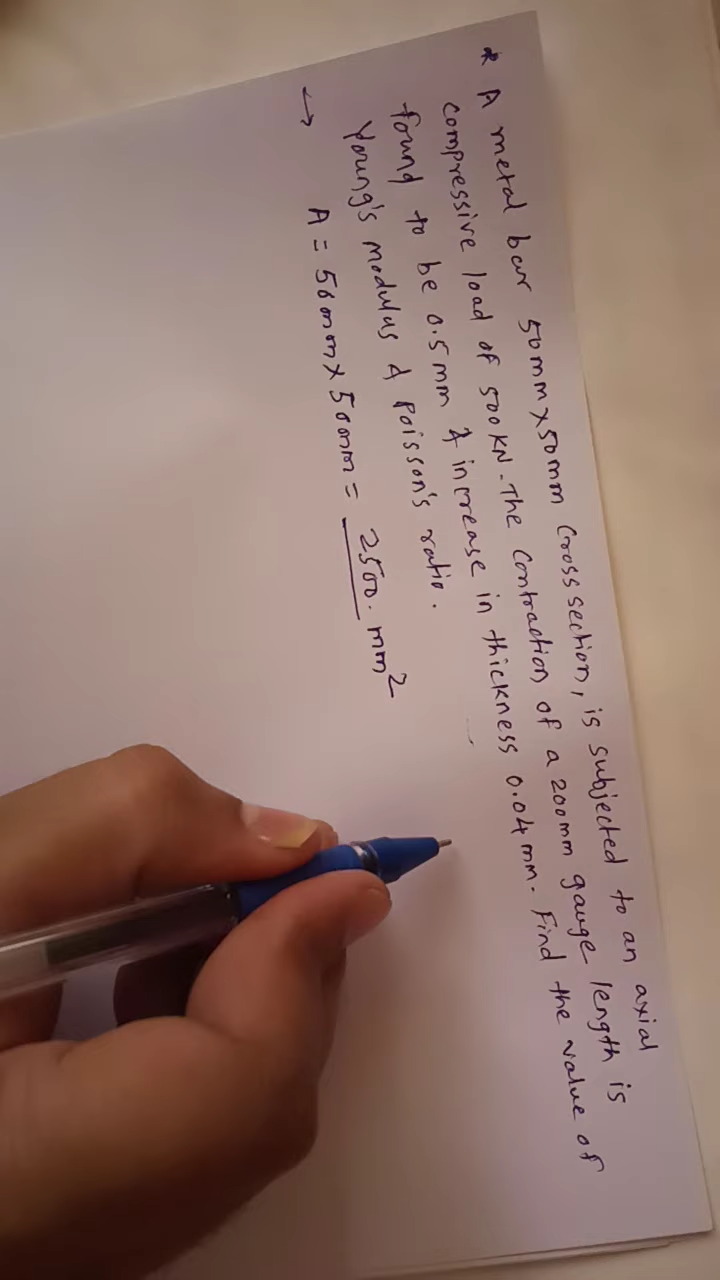 * A metal bar 50mm×50mm Cross section, is subjected to an axial
compressive load of 500 kN. The contraction of a 200mm gauge length is
found to be 0.5mm & increase in thickness 0.04mm. Find the value of
Young's modulus & Poisson's ratio.
→ A = 50mm×50mm = 2500.mm²